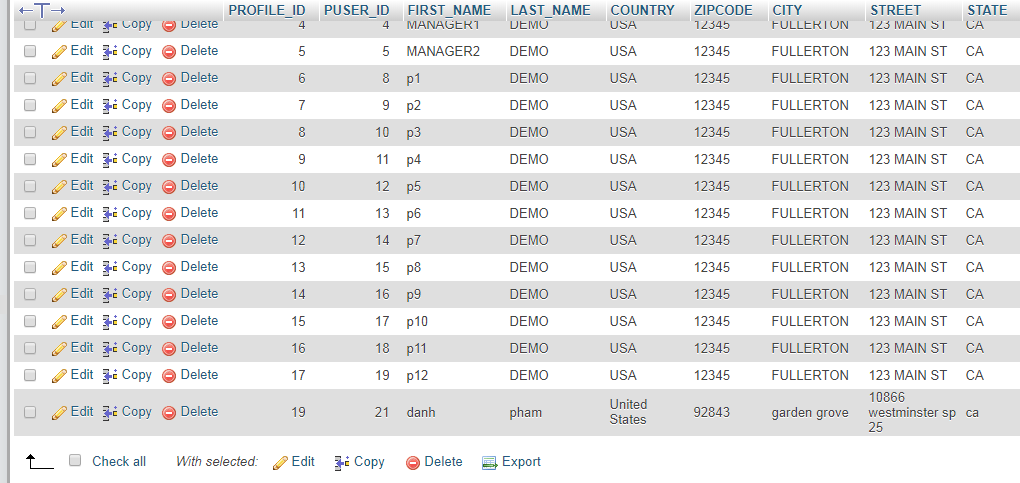 PROFILE_ID PUSER_ID FIRST_NAME LAST_NAME COUNTRY ZIPCODE CITY STREET STATE
Edit Copy Delete 4 4 MANAGER1 DEMO USA 12345 FULLERTON 123 MAIN ST CA
Edit Copy Delete 5 5 MANAGER2 DEMO USA 12345 FULLERTON 123 MAIN ST CA
Edit Copy Delete 6 8 p1 DEMO USA 12345 FULLERTON 123 MAIN ST CA
Edit Copy Delete 7 9 p2 DEMO USA 12345 FULLERTON 123 MAIN ST CA
Edit Copy Delete 8 10 p3 DEMO USA 12345 FULLERTON 123 MAIN ST CA
Edit Copy Delete 9 11 p4 DEMO USA 12345 FULLERTON 123 MAIN ST CA
Edit Copy Delete 10 12 p5 DEMO USA 12345 FULLERTON 123 MAIN ST CA
Edit Copy Delete 11 13 p6 DEMO USA 12345 FULLERTON 123 MAIN ST CA
Edit Copy Delete 12 14 p7 DEMO USA 12345 FULLERTON 123 MAIN ST CA
Edit Copy Delete 13 15 p8 DEMO USA 12345 FULLERTON 123 MAIN ST CA
Edit Copy Delete 14 16 p9 DEMO USA 12345 FULLERTON 123 MAIN ST CA
Edit Copy Delete 15 17 p10 DEMO USA 12345 FULLERTON 123 MAIN ST CA
Edit Copy Delete 16 18 p11 DEMO USA 12345 FULLERTON 123 MAIN ST CA
Edit Copy Delete 17 19 p12 DEMO USA 12345 FULLERTON 123 MAIN ST CA
Edit Copy Delete 19 21 danh pham United States 92843 garden grove 10866 westminster sp 25 ca
Check all With selected: Edit Copy Delete Export